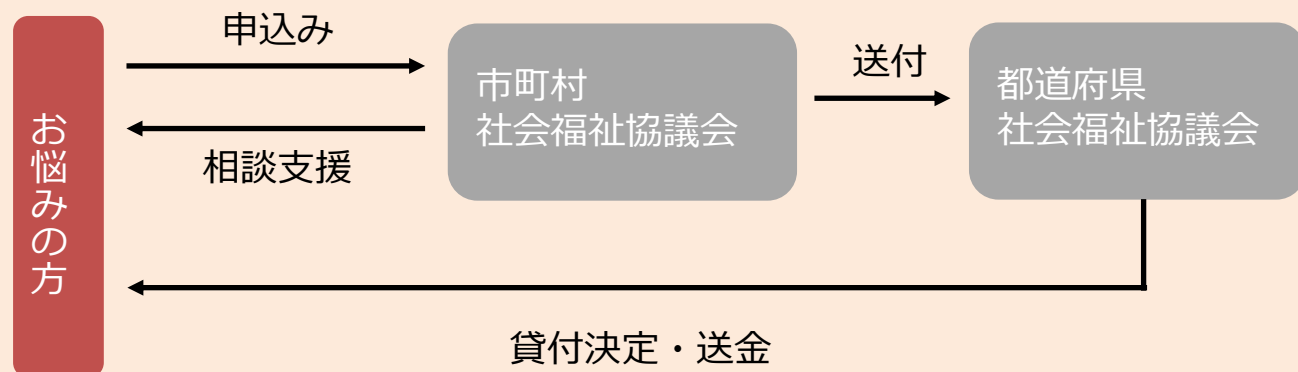 お悩みの方
申込み
相談支援
市町村
社会福祉協議会
送付
都道府県
社会福祉協議会
貸付決定・送金